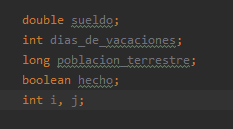 double sueldo;
int dias_de_vacaciones;
long poblacion_terrestre;
boolean hecho;
int i, j;